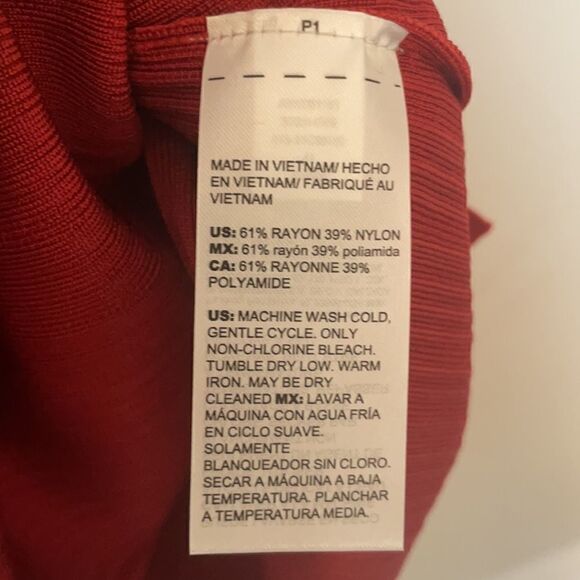 P1
MADE IN VIETNAM/ HECHO
EN VIETNAM/ FABRIQUÉ AU
VIETNAM
US: 61% RAYON 39% NYLON
MX: 61% rayón 39% poliamida
CA: 61% RAYONNE 39%
POLYAMIDE
US: MACHINE WASH COLD,
GENTLE CYCLE. ONLY
NON-CHLORINE BLEACH.
TUMBLE DRY LOW. WARM
IRON. MAY BE DRY
CLEANED MX: LAVAR A
MÁQUINA CON AGUA FRÍA
EN CICLO SUAVE.
SOLAMENTE
BLANQUEADOR SIN CLORO.
SECAR A MÁQUINA A BAJA
TEMPERATURA. PLANCHAR
A TEMPERATURA MEDIA.